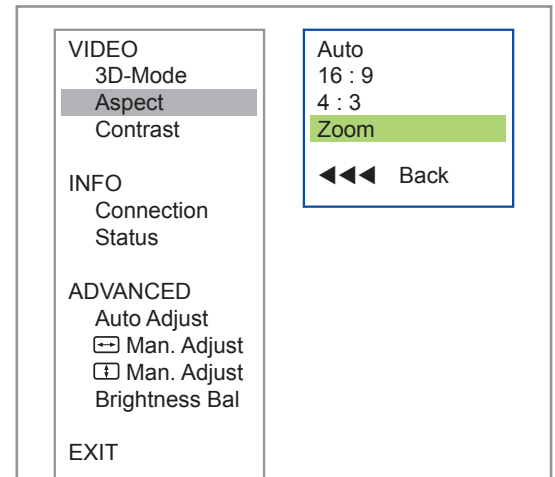 VIDEO
3D-Mode
Aspect
Contrast
INFO
Connection
Status
ADVANCED
Auto Adjust
Man. Adjust
Man. Adjust
Brightness Bal
EXIT
Auto
16 : 9
4 : 3
Zoom
Back